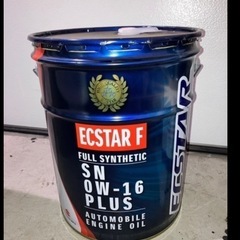 ECSTAR F
FULL SYNTHETIC
SN
0W-16
PLUS
AUTOMOBILE
ENGINE OIL
ECSTAR